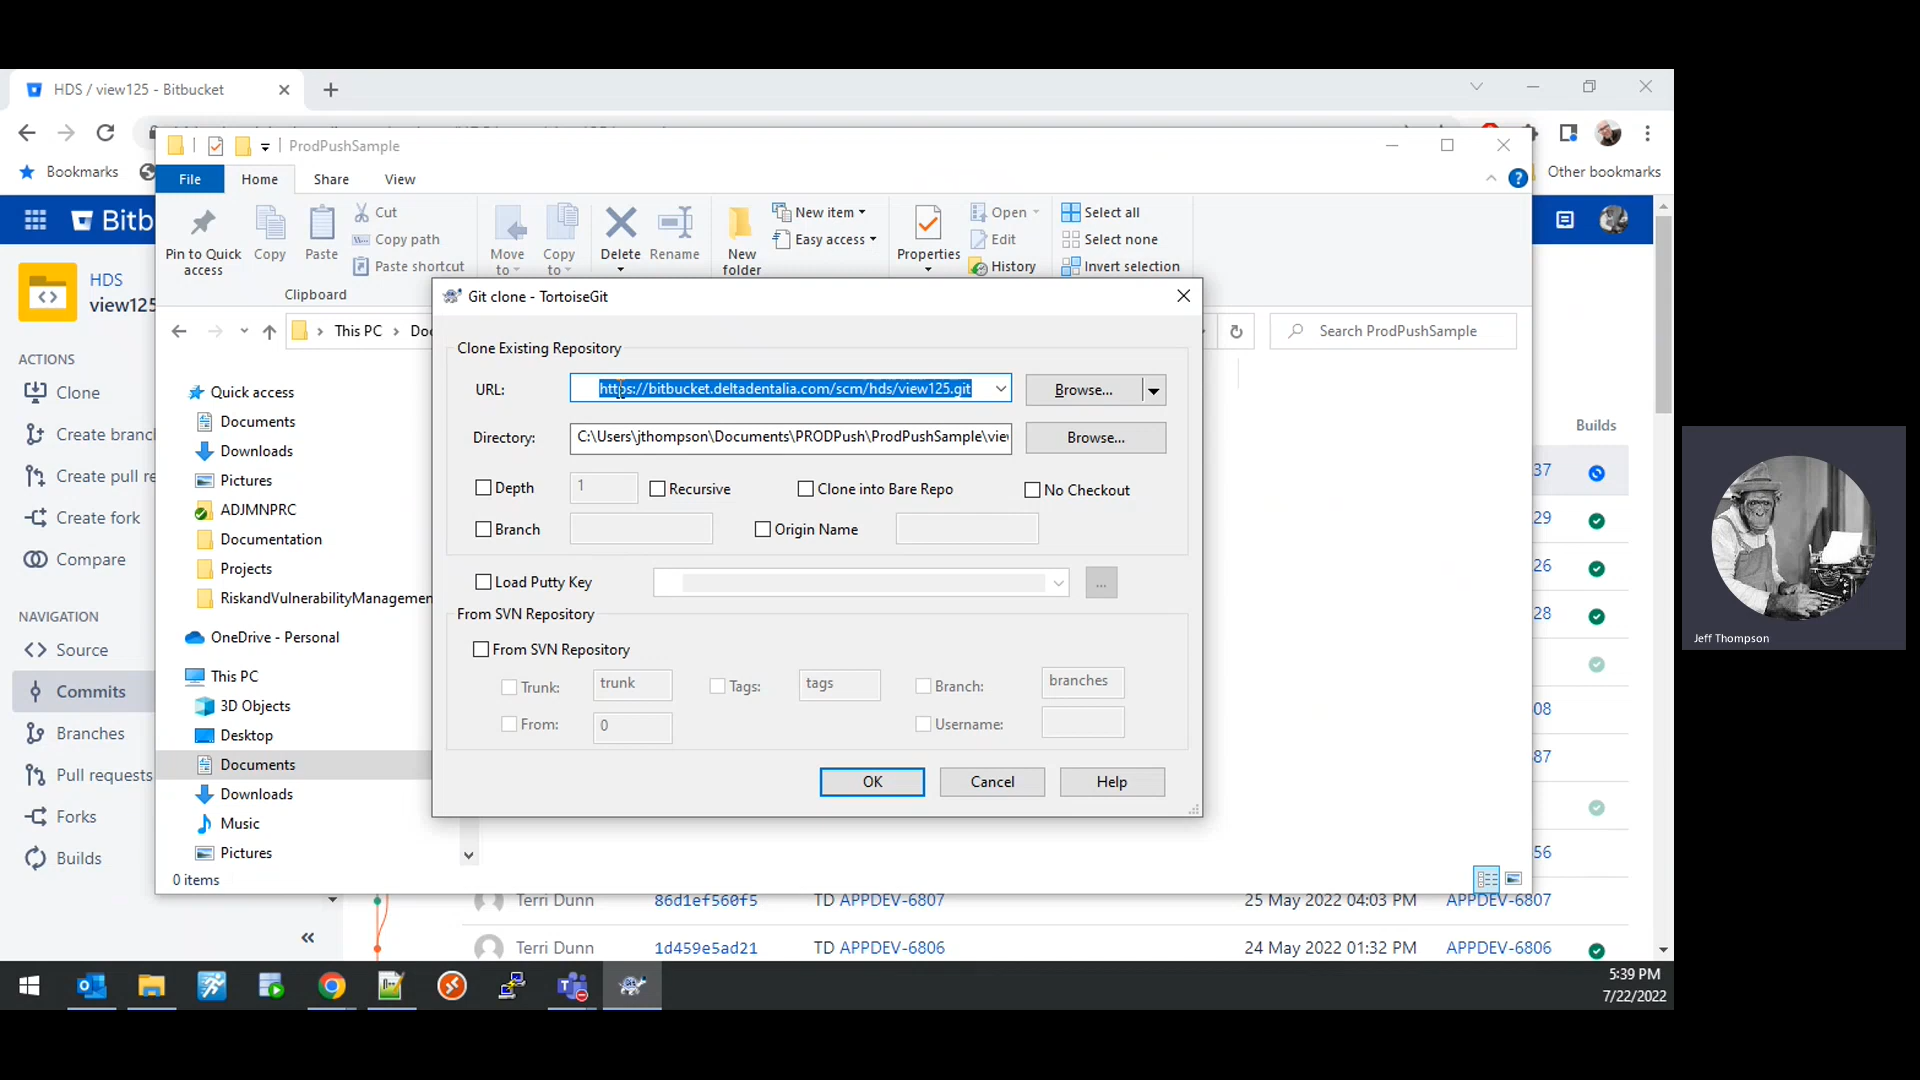 HDS / view125 - Bitbucket
Bookmarks
Other bookmarks
ProdPushSample
File Home Share View
Pin to Quick access
Copy
Paste
Cut
Copy path
Paste shortcut
Clipboard
Move to
Copy to
Delete
Rename
New folder
New item
Easy access
Properties
Open
Edit
History
Select all
Select none
Invert selection
Bitb
HDS
view125
This PC > Doc
Search ProdPushSample
ACTIONS
Clone
Create branc
Create pull re
Create fork
Compare
NAVIGATION
Source
Commits
Branches
Pull requests
Forks
Builds
Quick access
Documents
Downloads
Pictures
ADJMNPRC
Documentation
Projects
RiskandVulnerabilityManagemen
OneDrive - Personal
This PC
3D Objects
Desktop
Documents
Downloads
Music
Pictures
0 items
Git clone - TortoiseGit
Clone Existing Repository
URL: https://bitbucket.deltadentalia.com/scm/hds/view125.git Browse...
Directory: C:\Users\jthompson\Documents\PRODPush\ProdPushSample\vie Browse...
Depth 1 Recursive Clone into Bare Repo No Checkout
Branch Origin Name
Load Putty Key ...
From SVN Repository
From SVN Repository
Trunk: trunk Tags: tags Branch: branches
From: 0 Username:
OK Cancel Help
Builds
37
29
26
28
08
87
56
Terri Dunn 86d1ef560f5 TD APPDEV-6807 25 May 2022 04:03 PM APPDEV-6807
Terri Dunn 1d459e5ad21 TD APPDEV-6806 24 May 2022 01:32 PM APPDEV-6806
5:39 PM
7/22/2022
Jeff Thompson